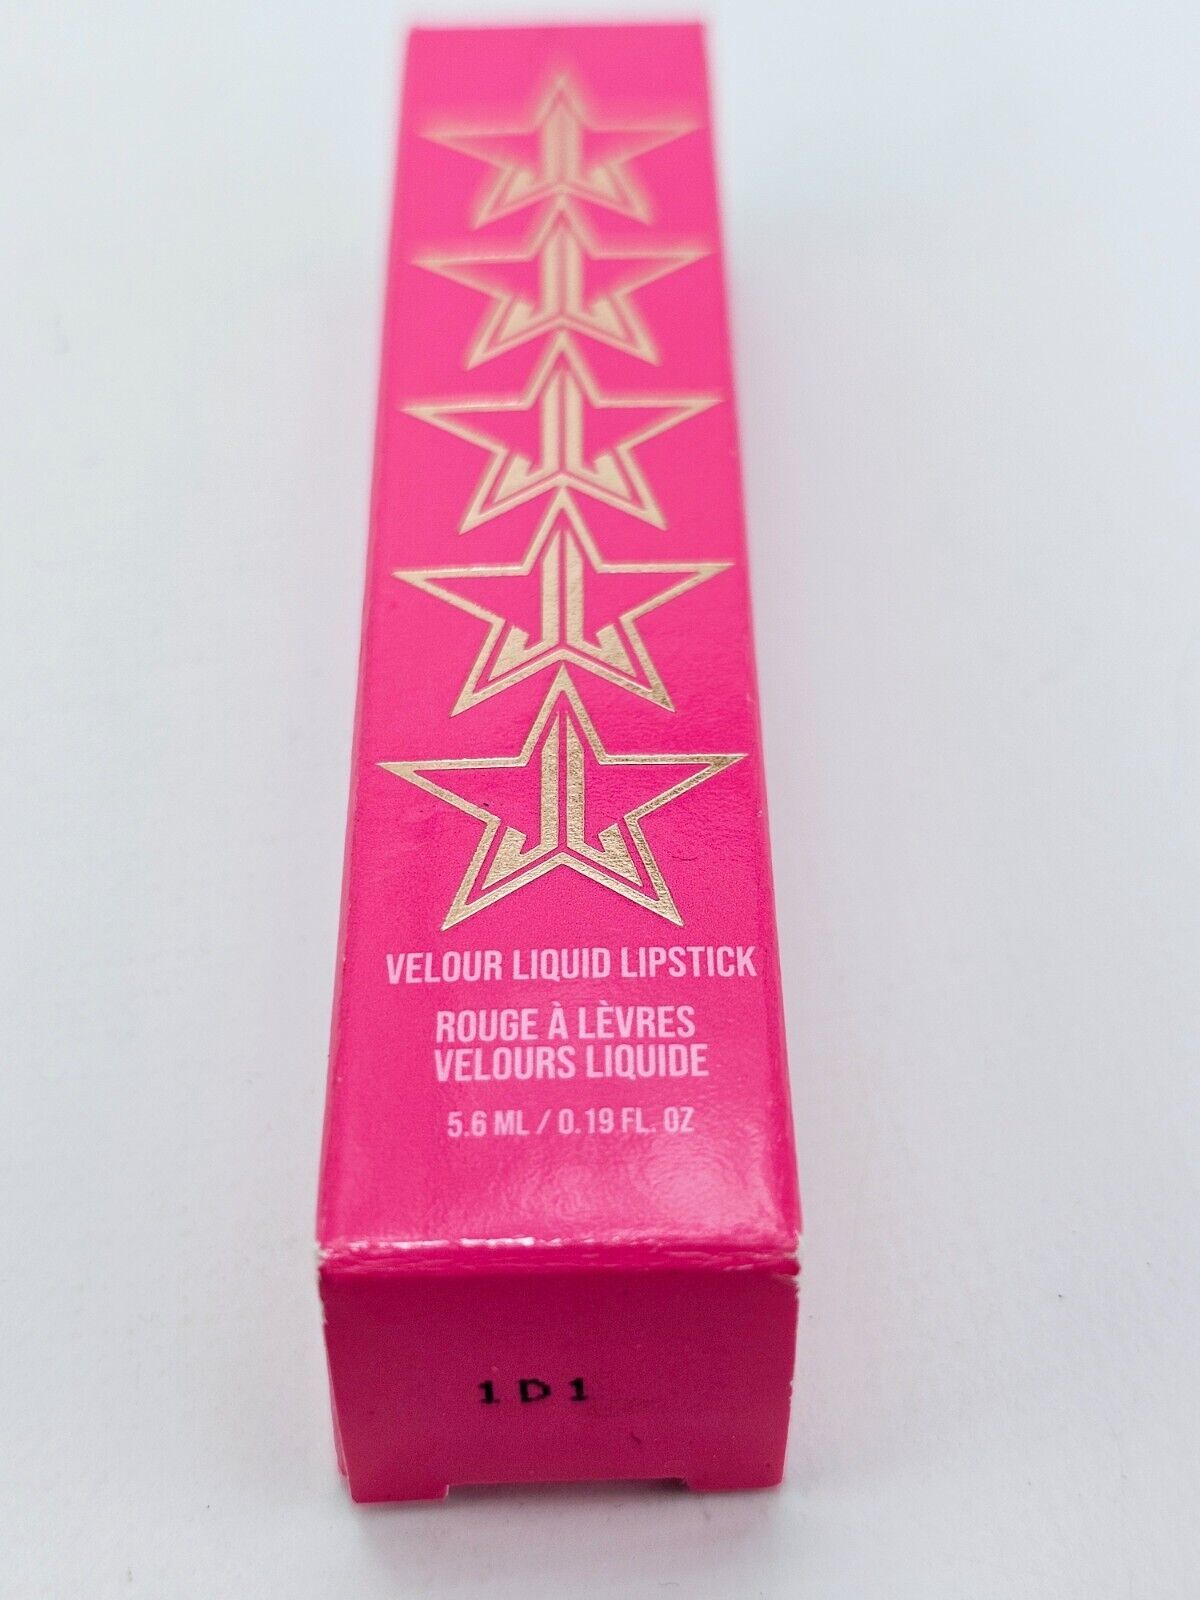 VELOUR LIQUID LIPSTICK
ROUGE À LÈVRES
VELOURS LIQUIDE
5.6 ML / 0.19 FL. OZ
1D1